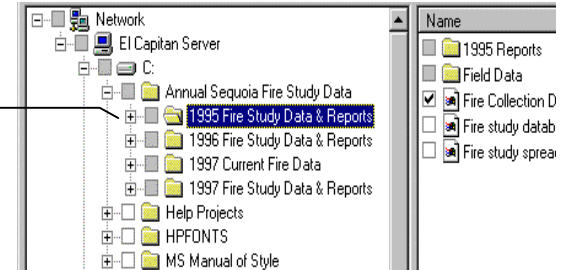 Network
El Capitan Server
C:
Annual Sequoia Fire Study Data
1995 Fire Study Data & Reports
1996 Fire Study Data & Reports
1997 Current Fire Data
1997 Fire Study Data & Reports
Help Projects
HPFONTS
MS Manual of Style
Name
1995 Reports
Field Data
Fire Collection D
Fire study datab
Fire study sprea